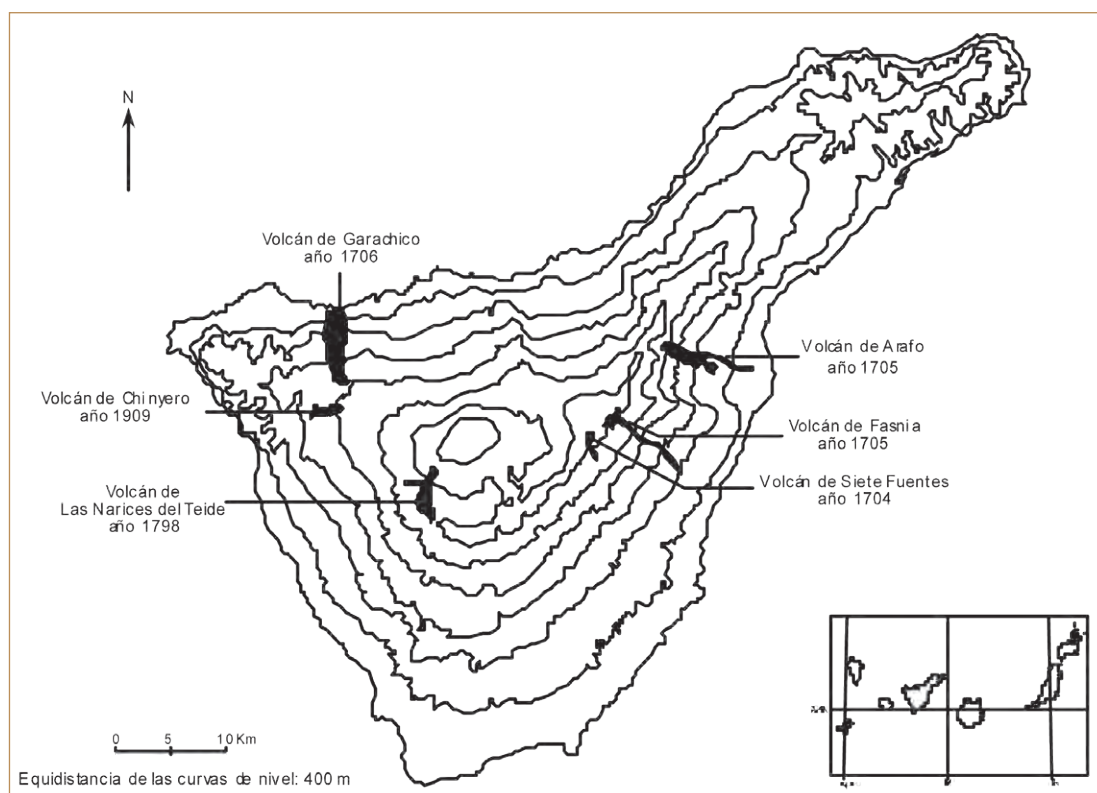 N
Volcán de Garachico
año 1706
Volcán de Arafo
año 1705
Volcán de Chinyero
año 1909
Volcán de Fasnia
año 1705
Volcán de Siete Fuentes
año 1704
Volcán de
Las Narices del Teide
año 1798
0 5 10 Km
Equidistancia de las curvas de nivel: 400 m